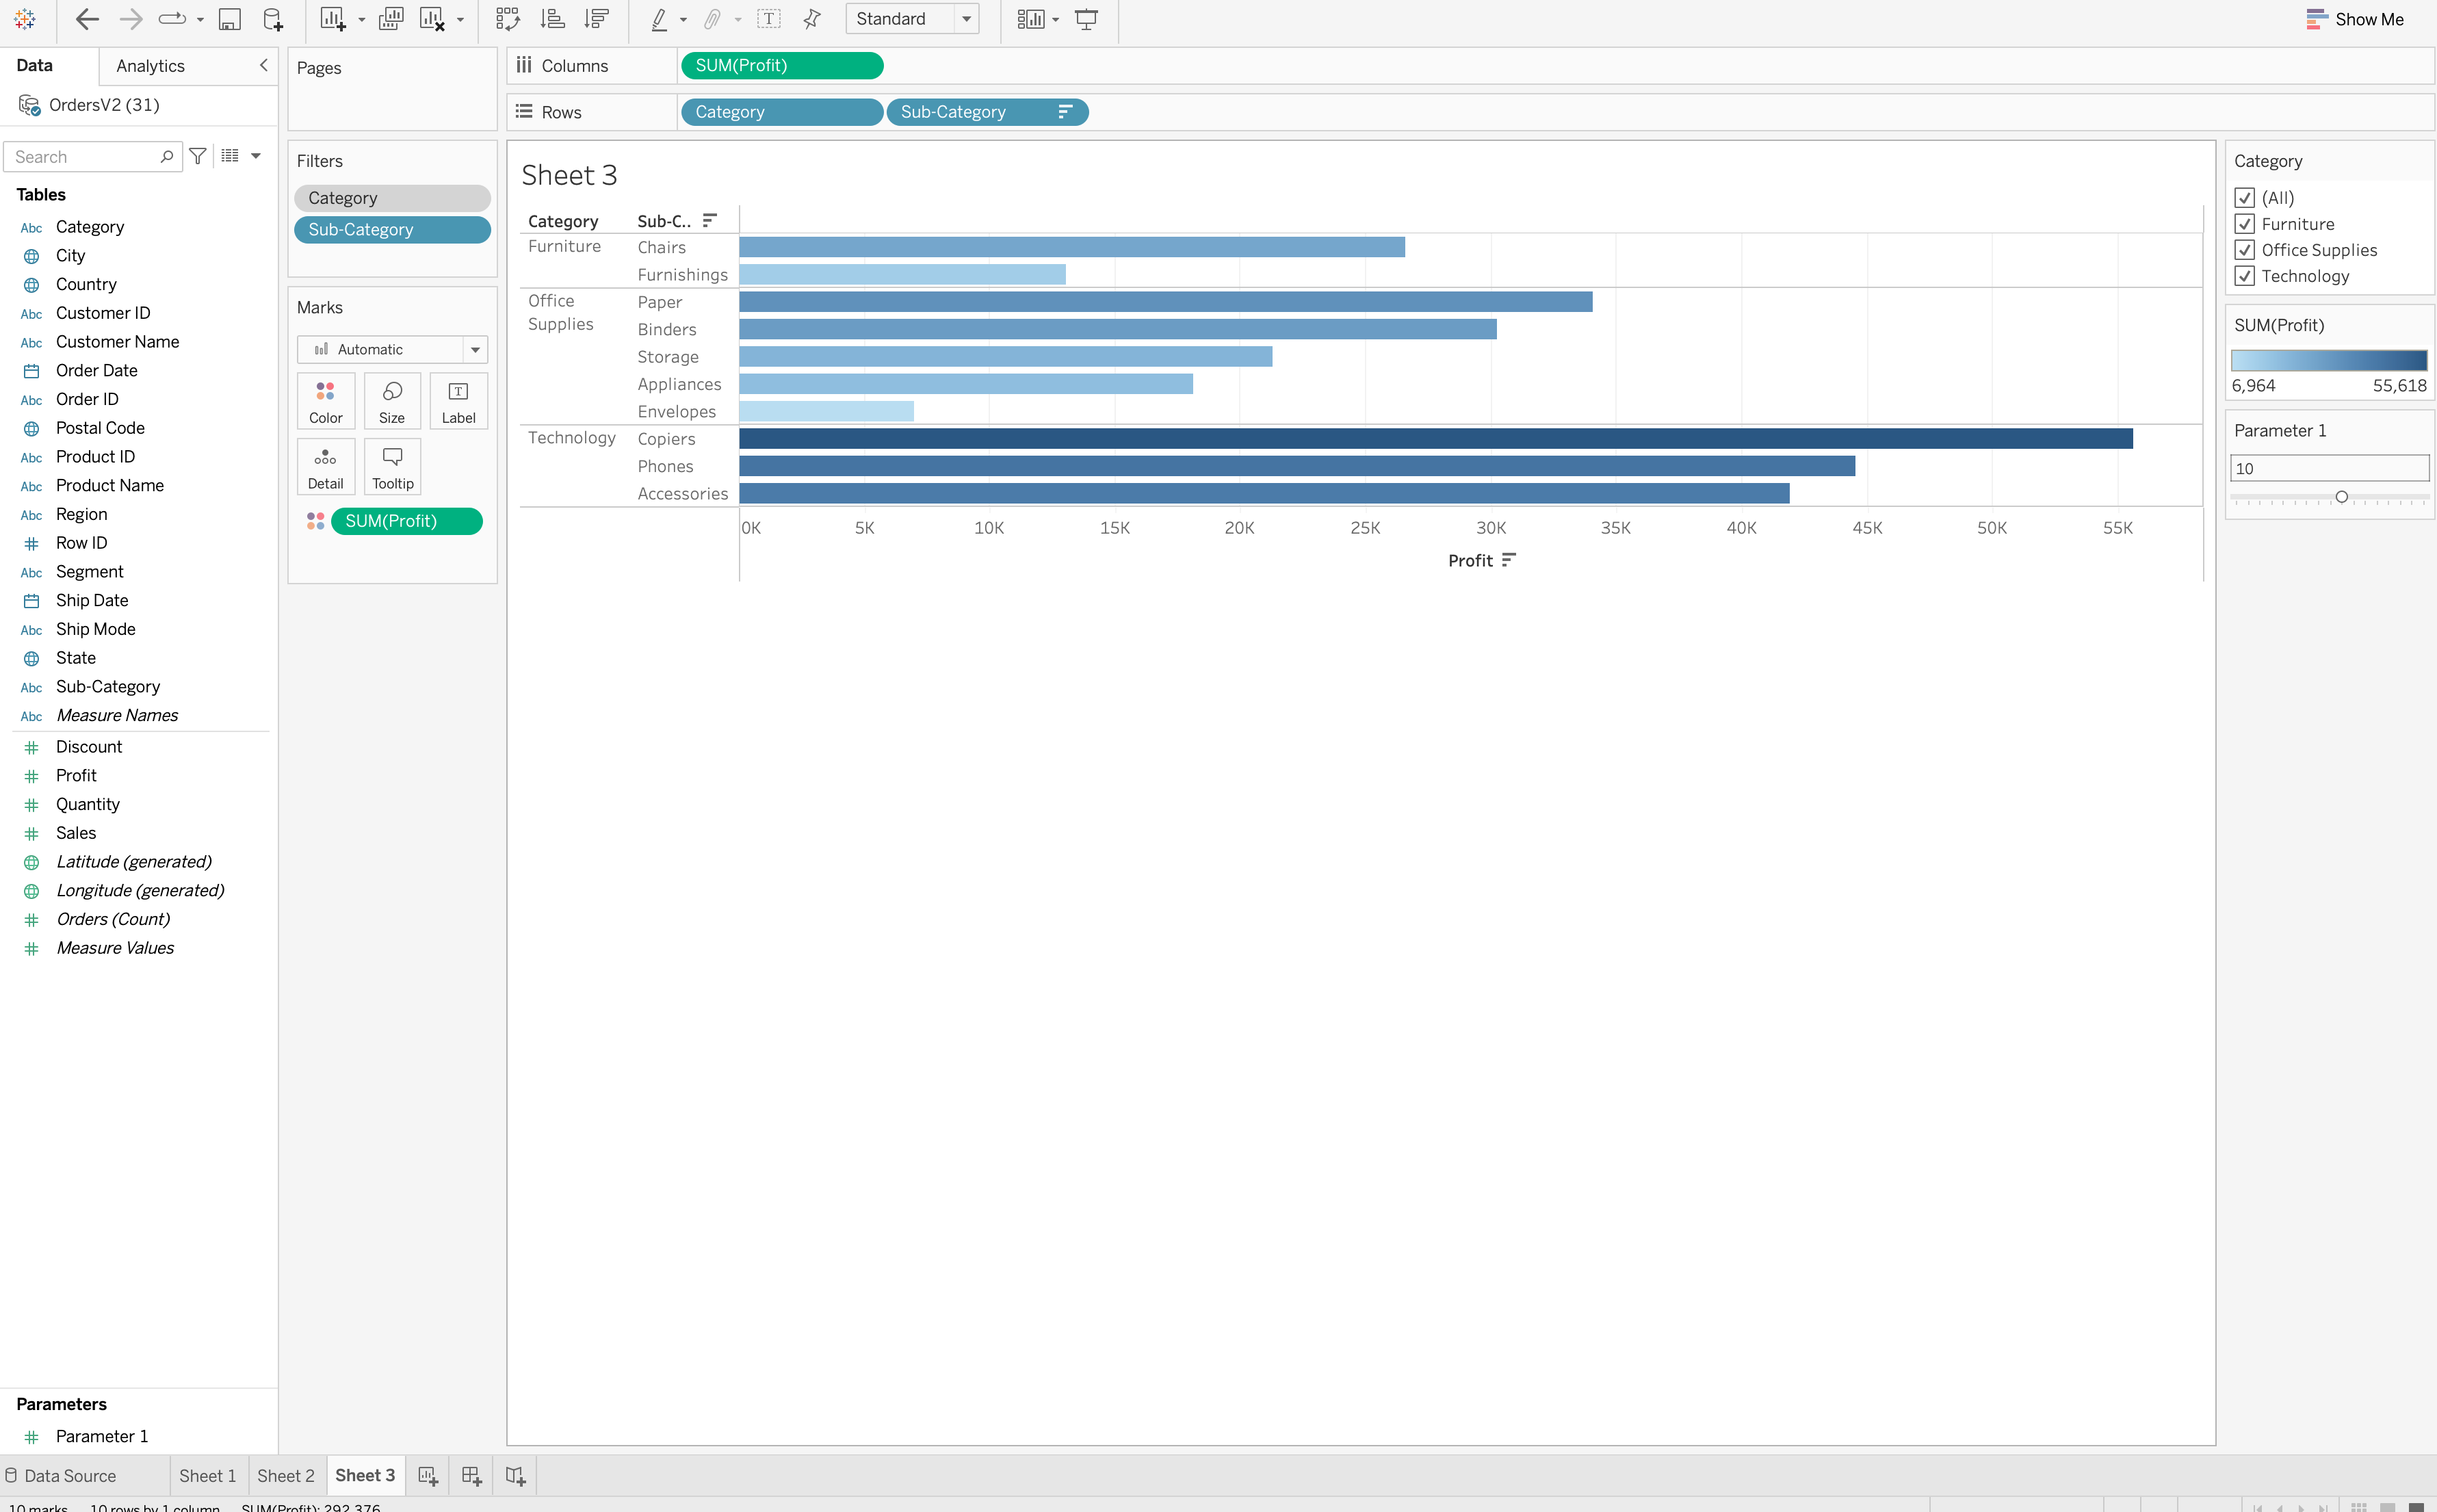 Standard
Show Me
Data
Analytics
OrdersV2 (31)
Search
Tables
Abc Category
City
Country
Abc Customer ID
Abc Customer Name
Order Date
Abc Order ID
Postal Code
Abc Product ID
Abc Product Name
Abc Region
Row ID
Abc Segment
Ship Date
Abc Ship Mode
State
Abc Sub-Category
Abc Measure Names
Discount
Profit
Quantity
Sales
Latitude (generated)
Longitude (generated)
Orders (Count)
Measure Values
Parameters
Parameter 1
Pages
Filters
Category
Sub-Category
Marks
Automatic
Color Size Label
Detail Tooltip
SUM(Profit)
Columns SUM(Profit)
Rows Category Sub-Category
Sheet 3
Category Sub-C..
Furniture Chairs
Furnishings
Office
Supplies
Paper
Binders
Storage
Appliances
Envelopes
Technology Copiers
Phones
Accessories
0K 5K 10K 15K 20K 25K 30K 35K 40K 45K 50K 55K
Profit
Category
(All)
Furniture
Office Supplies
Technology
SUM(Profit)
6,964 55,618
Parameter 1
10
Data Source Sheet 1 Sheet 2 Sheet 3
10 marks 10 rows by 1 column SUM(Profit): 292,376